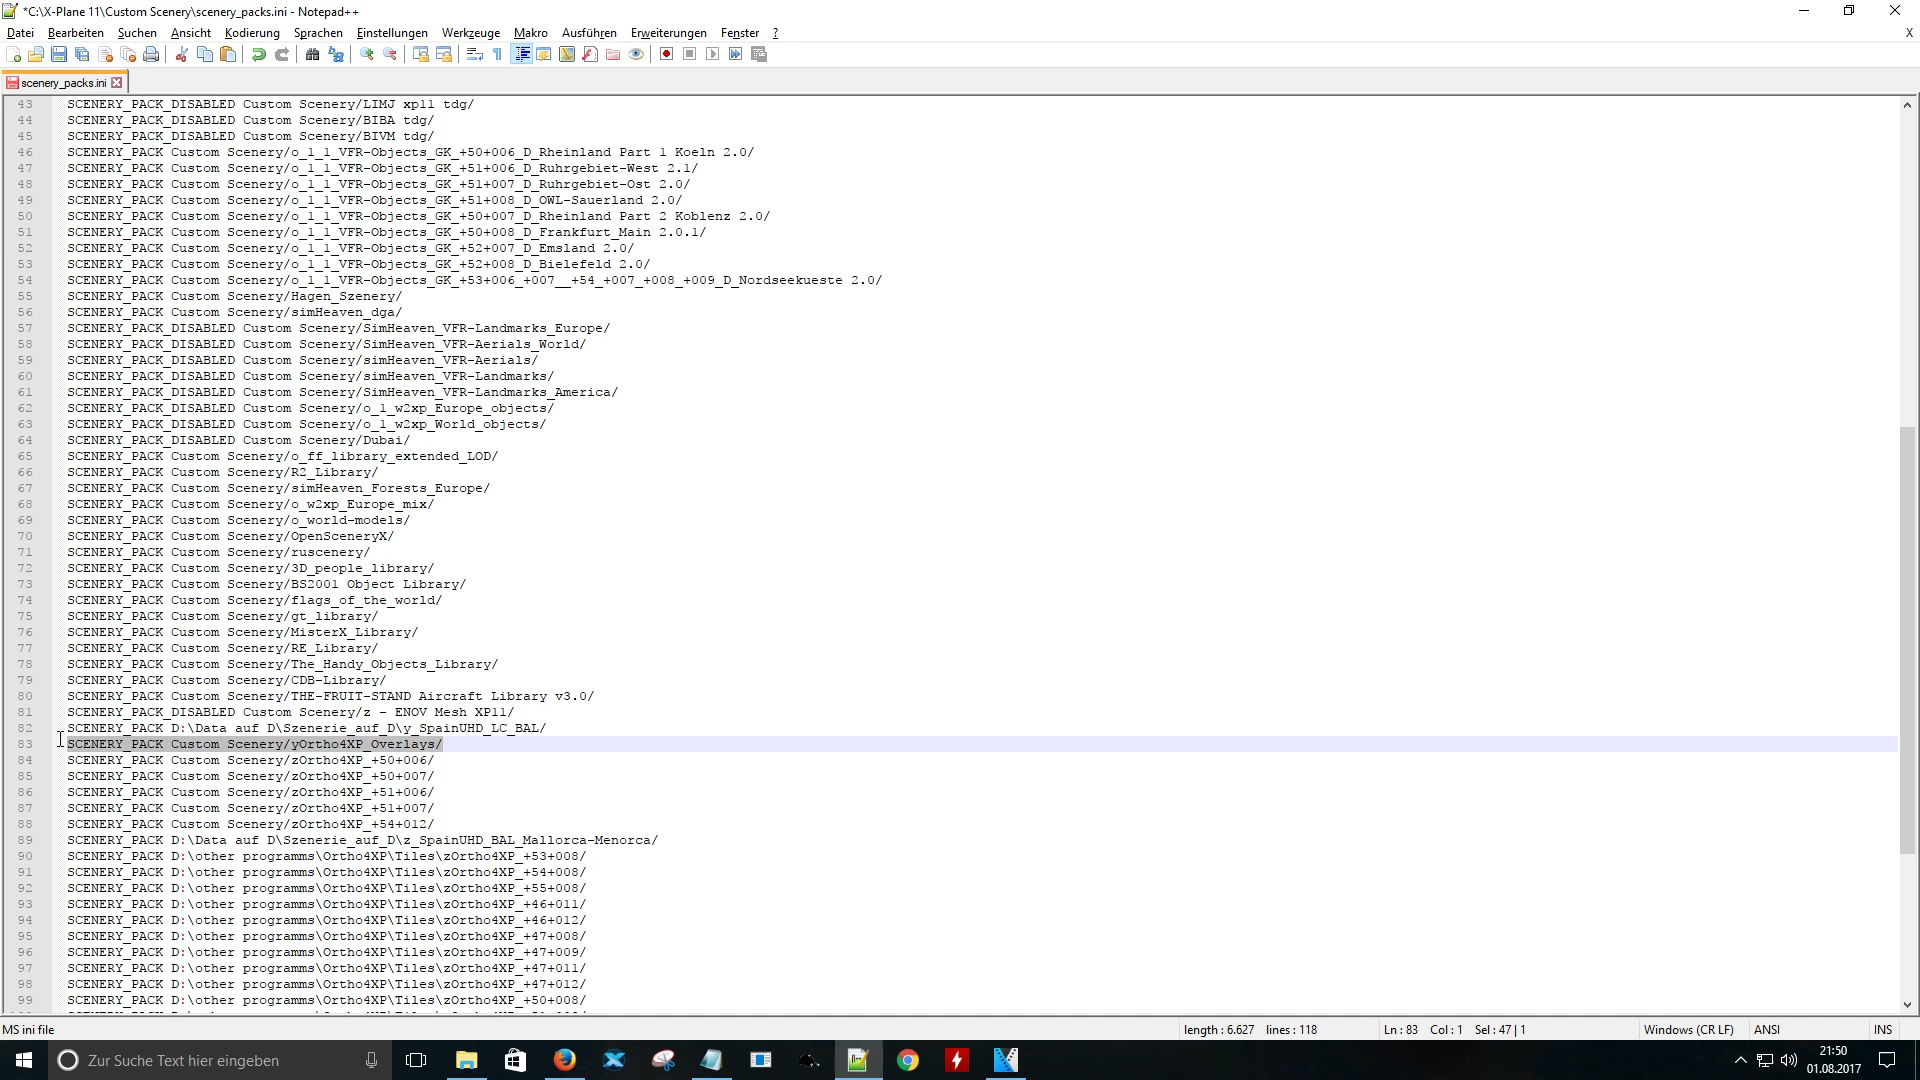 *C:\X-Plane 11\Custom Scenery\scenery_packs.ini - Notepad++
Datei Bearbeiten Suchen Ansicht Kodierung Sprachen Einstellungen Werkzeuge Makro Ausführen Erweiterungen Fenster ? X
scenery_packs.ini
43 SCENERY_PACK_DISABLED Custom Scenery/LIMJ xp11 tdg/
44 SCENERY_PACK_DISABLED Custom Scenery/BIBA tdg/
45 SCENERY_PACK_DISABLED Custom Scenery/BIVM tdg/
46 SCENERY_PACK Custom Scenery/o_1_1_VFR-Objects_GK_+50+006_D_Rheinland Part 1 Koeln 2.0/
47 SCENERY_PACK Custom Scenery/o_1_1_VFR-Objects_GK_+51+006_D_Ruhrgebiet-West 2.1/
48 SCENERY_PACK Custom Scenery/o_1_1_VFR-Objects_GK_+51+007_D_Ruhrgebiet-Ost 2.0/
49 SCENERY_PACK Custom Scenery/o_1_1_VFR-Objects_GK_+51+008_D_OWL-Sauerland 2.0/
50 SCENERY_PACK Custom Scenery/o_1_1_VFR-Objects_GK_+50+007_D_Rheinland Part 2 Koblenz 2.0/
51 SCENERY_PACK Custom Scenery/o_1_1_VFR-Objects_GK_+50+008_D_Frankfurt_Main 2.0.1/
52 SCENERY_PACK Custom Scenery/o_1_1_VFR-Objects_GK_+52+007_D_Emsland 2.0/
53 SCENERY_PACK Custom Scenery/o_1_1_VFR-Objects_GK_+52+008_D_Bielefeld 2.0/
54 SCENERY_PACK Custom Scenery/o_1_1_VFR-Objects_GK_+53+006_+007__+54_+007_+008_+009_D_Nordseekueste 2.0/
55 SCENERY_PACK Custom Scenery/Hagen_Szenery/
56 SCENERY_PACK Custom Scenery/simHeaven_dga/
57 SCENERY_PACK_DISABLED Custom Scenery/SimHeaven_VFR-Landmarks_Europe/
58 SCENERY_PACK_DISABLED Custom Scenery/SimHeaven_VFR-Aerials_World/
59 SCENERY_PACK_DISABLED Custom Scenery/simHeaven_VFR-Aerials/
60 SCENERY_PACK_DISABLED Custom Scenery/simHeaven_VFR-Landmarks/
61 SCENERY_PACK_DISABLED Custom Scenery/SimHeaven_VFR-Landmarks_America/
62 SCENERY_PACK_DISABLED Custom Scenery/o_1_w2xp_Europe_objects/
63 SCENERY_PACK_DISABLED Custom Scenery/o_1_w2xp_World_objects/
64 SCENERY_PACK_DISABLED Custom Scenery/Dubai/
65 SCENERY_PACK Custom Scenery/o_ff_library_extended_LOD/
66 SCENERY_PACK Custom Scenery/R2_Library/
67 SCENERY_PACK Custom Scenery/simHeaven_Forests_Europe/
68 SCENERY_PACK Custom Scenery/o_w2xp_Europe_mix/
69 SCENERY_PACK Custom Scenery/o_world-models/
70 SCENERY_PACK Custom Scenery/OpenSceneryX/
71 SCENERY_PACK Custom Scenery/ruscenery/
72 SCENERY_PACK Custom Scenery/3D_people_library/
73 SCENERY_PACK Custom Scenery/BS2001 Object Library/
74 SCENERY_PACK Custom Scenery/flags_of_the_world/
75 SCENERY_PACK Custom Scenery/gt_library/
76 SCENERY_PACK Custom Scenery/MisterX_Library/
77 SCENERY_PACK Custom Scenery/RE_Library/
78 SCENERY_PACK Custom Scenery/The_Handy_Objects_Library/
79 SCENERY_PACK Custom Scenery/CDB-Library/
80 SCENERY_PACK Custom Scenery/THE-FRUIT-STAND Aircraft Library v3.0/
81 SCENERY_PACK_DISABLED Custom Scenery/z - ENOV Mesh XP11/
82 SCENERY_PACK D:\Data auf D\Szenerie_auf_D\y_SpainUHD_LC_BAL/
83 SCENERY_PACK Custom Scenery/yOrtho4XP_Overlays/
84 SCENERY_PACK Custom Scenery/zOrtho4XP_+50+006/
85 SCENERY_PACK Custom Scenery/zOrtho4XP_+50+007/
86 SCENERY_PACK Custom Scenery/zOrtho4XP_+51+006/
87 SCENERY_PACK Custom Scenery/zOrtho4XP_+51+007/
88 SCENERY_PACK Custom Scenery/zOrtho4XP_+54+012/
89 SCENERY_PACK D:\Data auf D\Szenerie_auf_D\z_SpainUHD_BAL_Mallorca-Menorca/
90 SCENERY_PACK D:\other programms\Ortho4XP\Tiles\zOrtho4XP_+53+008/
91 SCENERY_PACK D:\other programms\Ortho4XP\Tiles\zOrtho4XP_+54+008/
92 SCENERY_PACK D:\other programms\Ortho4XP\Tiles\zOrtho4XP_+55+008/
93 SCENERY_PACK D:\other programms\Ortho4XP\Tiles\zOrtho4XP_+46+011/
94 SCENERY_PACK D:\other programms\Ortho4XP\Tiles\zOrtho4XP_+46+012/
95 SCENERY_PACK D:\other programms\Ortho4XP\Tiles\zOrtho4XP_+47+008/
96 SCENERY_PACK D:\other programms\Ortho4XP\Tiles\zOrtho4XP_+47+009/
97 SCENERY_PACK D:\other programms\Ortho4XP\Tiles\zOrtho4XP_+47+011/
98 SCENERY_PACK D:\other programms\Ortho4XP\Tiles\zOrtho4XP_+47+012/
99 SCENERY_PACK D:\other programms\Ortho4XP\Tiles\zOrtho4XP_+50+008/
MS ini file length : 6.627 lines : 118 Ln : 83 Col : 1 Sel : 47 | 1 Windows (CR LF) ANSI INS
Zur Suche Text hier eingeben
21:50
01.08.2017